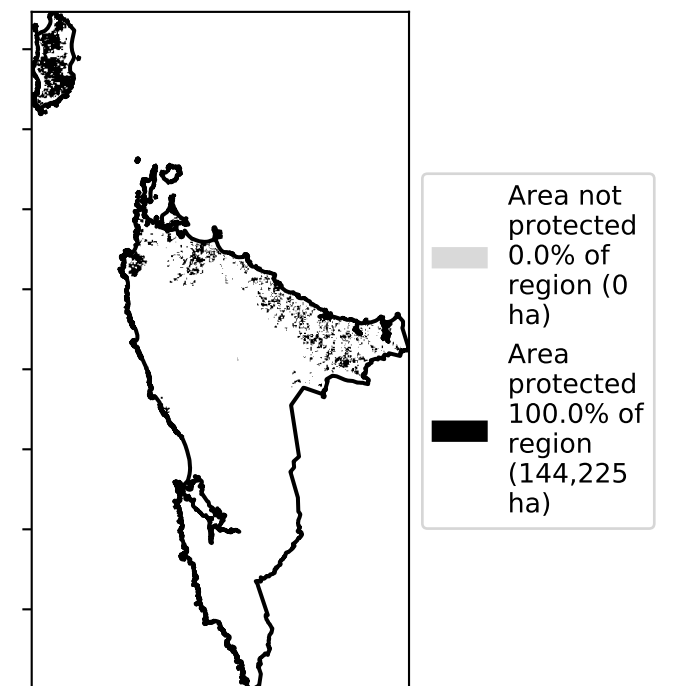 Area not
protected
0.0% of
region (0
ha)
Area
protected
100.0% of
region
(144,225
ha)